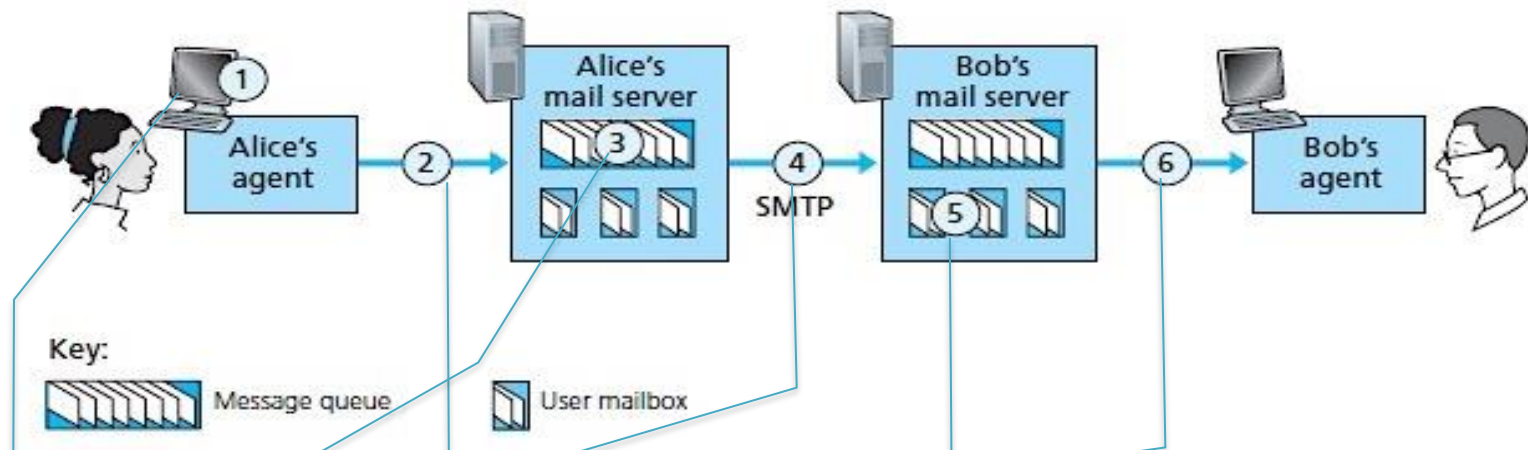 1
Alice's
agent
2
Alice's
mail server
3
4
SMTP
Bob's
mail server
5
6
Bob's
agent
Key:
Message queue
User mailbox